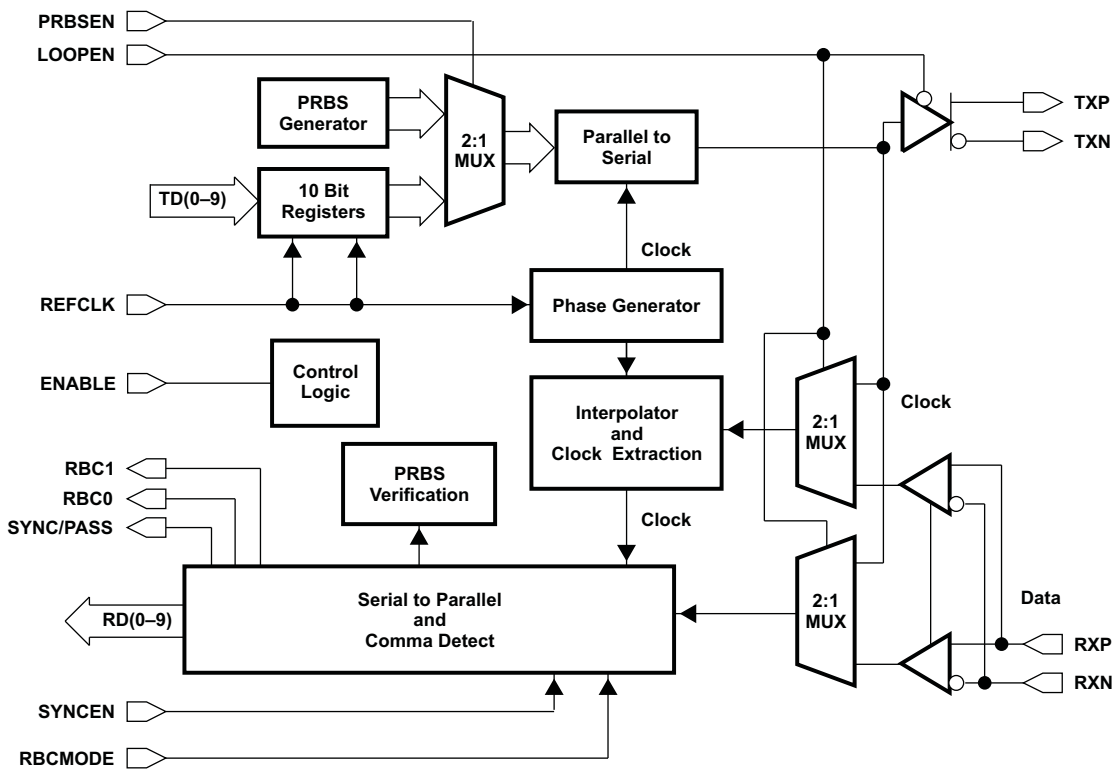 PRBSEN
LOOPEN
PRBS
Generator
2:1
MUX
Parallel to
Serial
TXP
TXN
TD(0–9)
10 Bit
Registers
Clock
REFCLK
Phase Generator
ENABLE
Control
Logic
Interpolator
and
Clock Extraction
2:1
MUX
Clock
RBC1
RBC0
SYNC/PASS
PRBS
Verification
Clock
RD(0–9)
Serial to Parallel
and
Comma Detect
2:1
MUX
Data
RXP
RXN
SYNCEN
RBCMODE